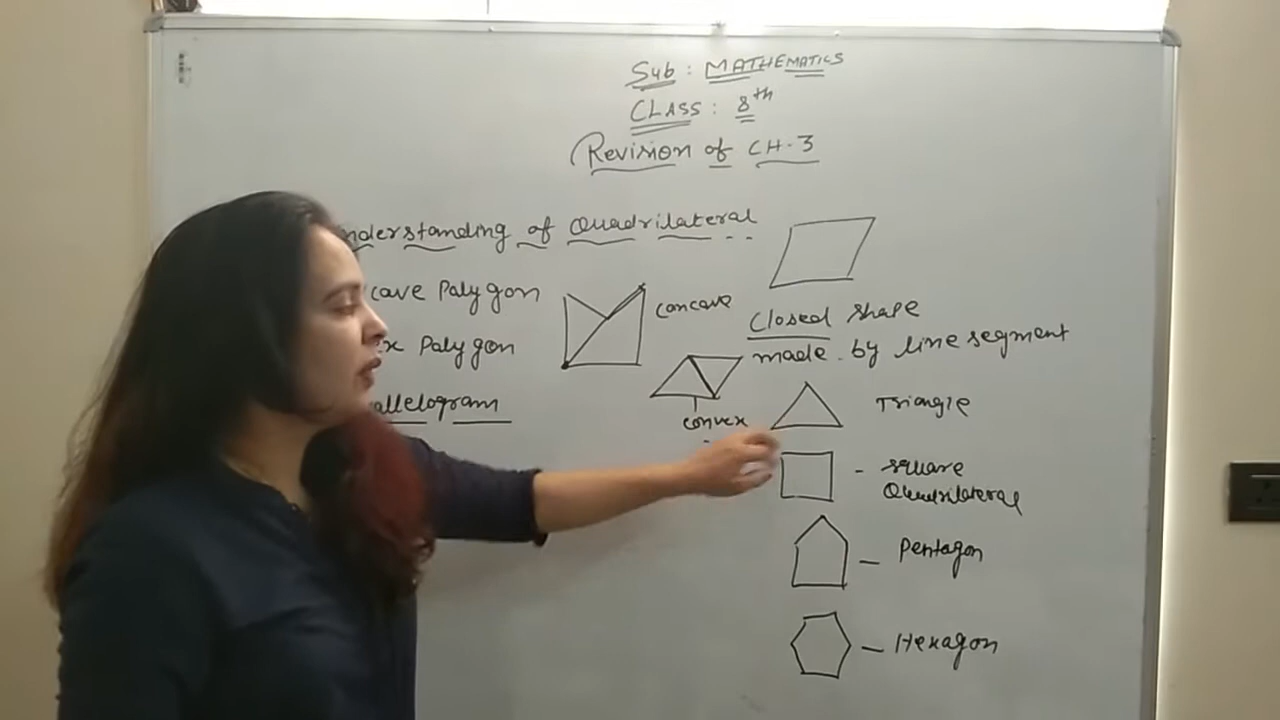 Sub : MATHEMATICS
CLASS : 8th
Revision of CH-3
nderstanding of Quadrilateral
cave Polygon
concave
Closed shape
x Polygon
made by line segment
allelogram
convex
Triangle
- square
Quadrilateral
- Pentagon
- Hexagon